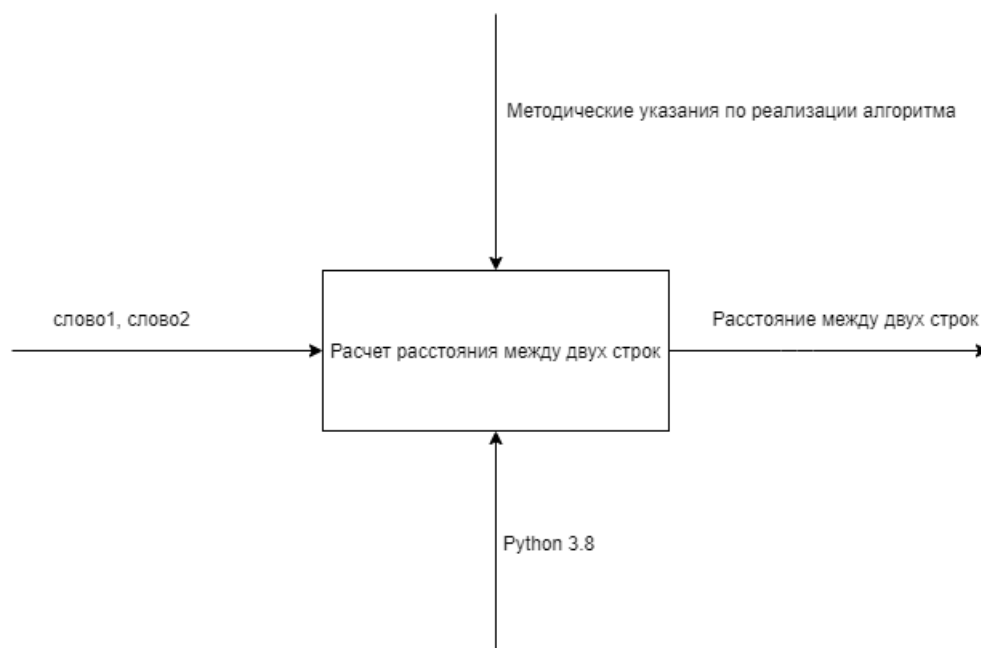 Методические указания по реализации алгоритма
слово1, слово2
Расстояние между двух строк
Расчет расстояния между двух строк
Python 3.8